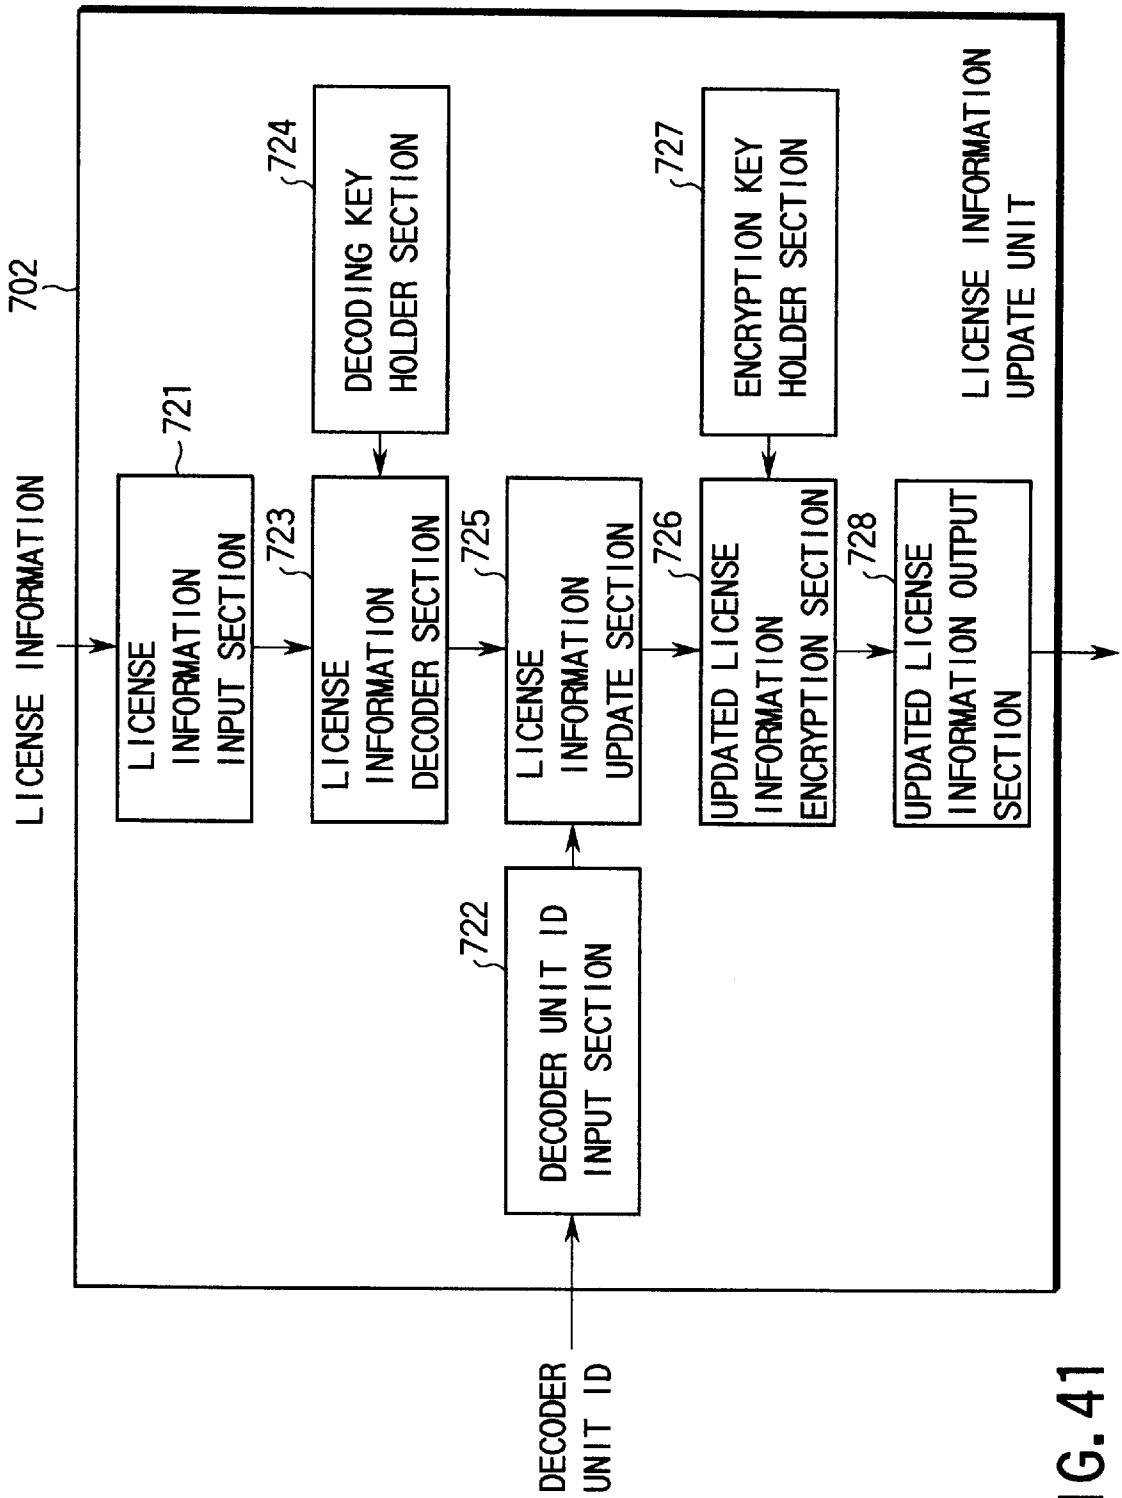 702
LICENSE INFORMATION
LICENSE
INFORMATION
INPUT SECTION
721
LICENSE
INFORMATION
DECODER SECTION
723
DECODING KEY
HOLDER SECTION
724
DECODER
UNIT ID
DECODER UNIT ID
INPUT SECTION
722
LICENSE
INFORMATION
UPDATE SECTION
725
UPDATED LICENSE
INFORMATION
ENCRYPTION SECTION
726
ENCRYPTION KEY
HOLDER SECTION
727
UPDATED LICENSE
INFORMATION OUTPUT
SECTION
728
LICENSE INFORMATION
UPDATE UNIT
IG. 41